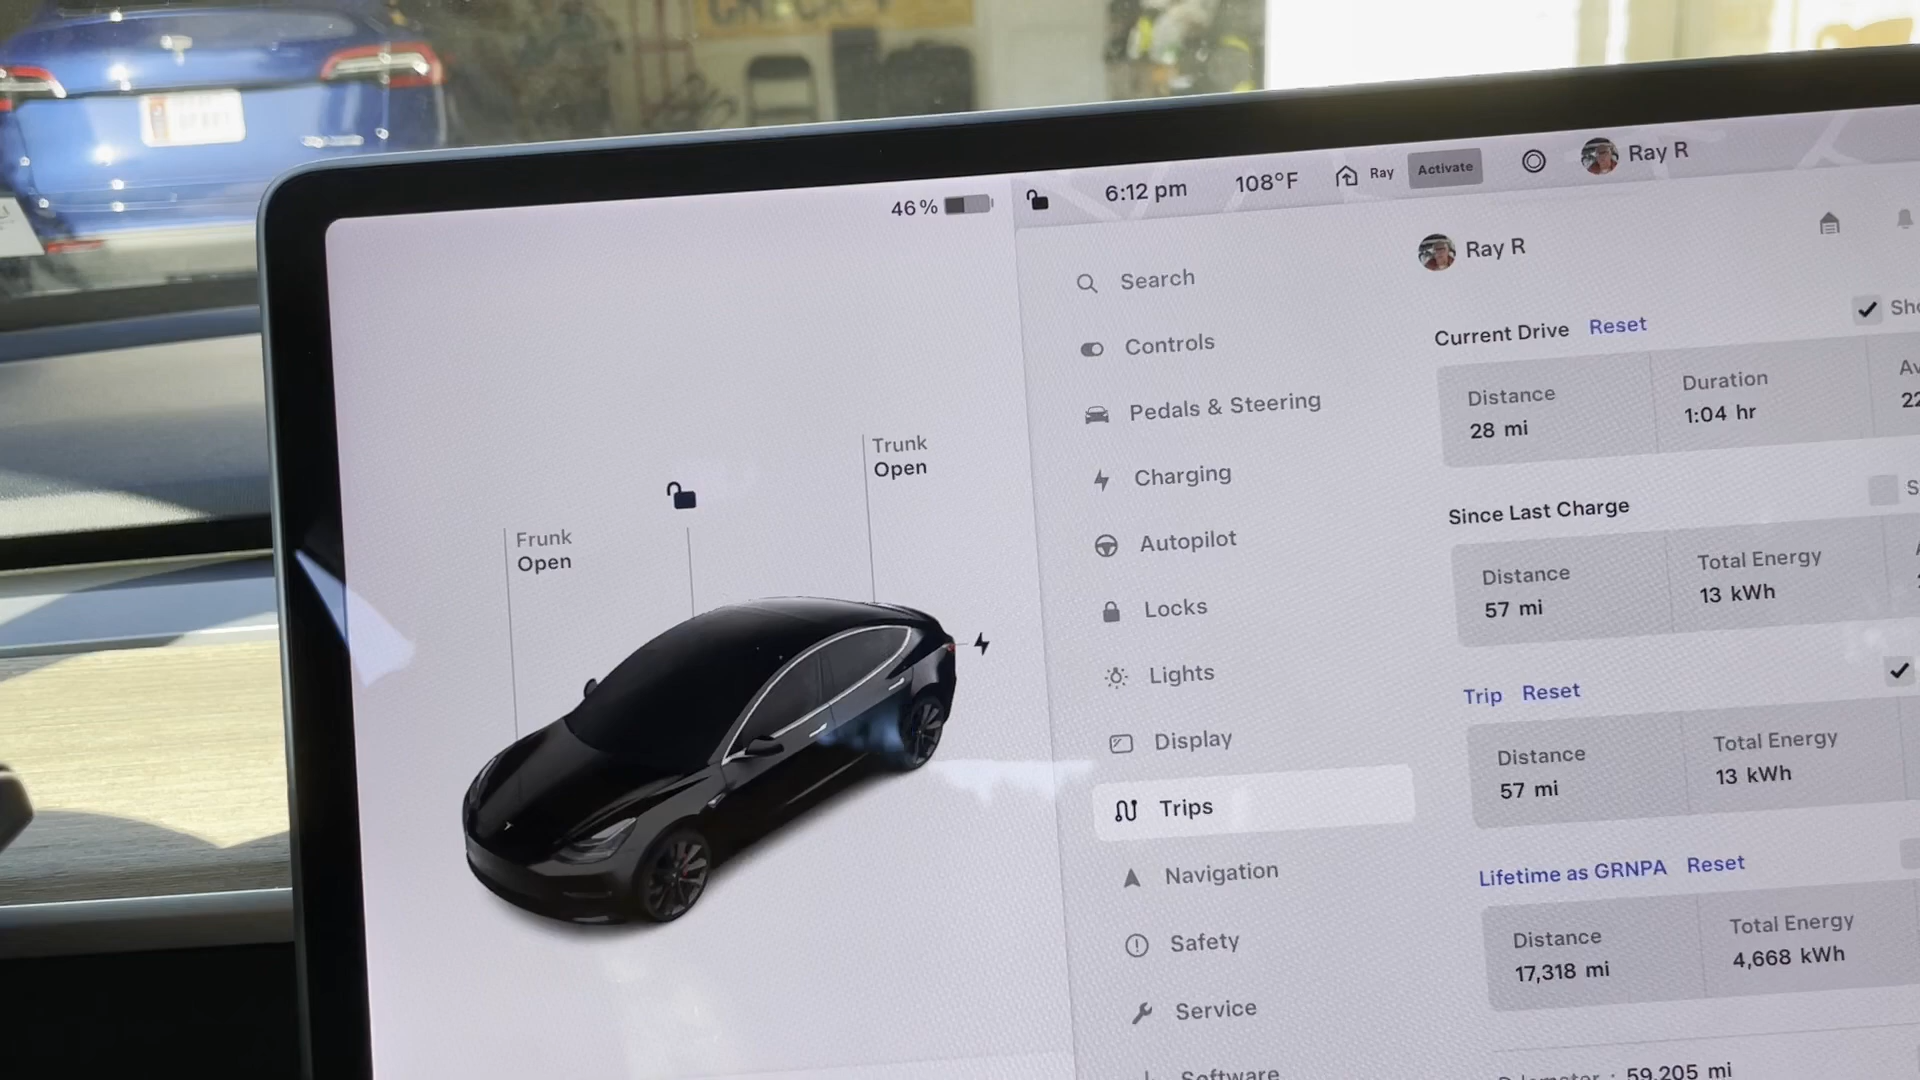 46%
6:12 pm
108°F
Ray
Activate
Ray R
Search
Controls
Pedals & Steering
Charging
Autopilot
Locks
Lights
Display
Trips
Navigation
Safety
Service
Software
Frunk
Open
Trunk
Open
Ray R
Current Drive Reset
Distance
28 mi
Duration
1:04 hr
Since Last Charge
Distance
57 mi
Total Energy
13 kWh
Trip Reset
Distance
57 mi
Total Energy
13 kWh
Lifetime as GRNPA Reset
Distance
17,318 mi
Total Energy
4,668 kWh
Odometer : 59,205 mi